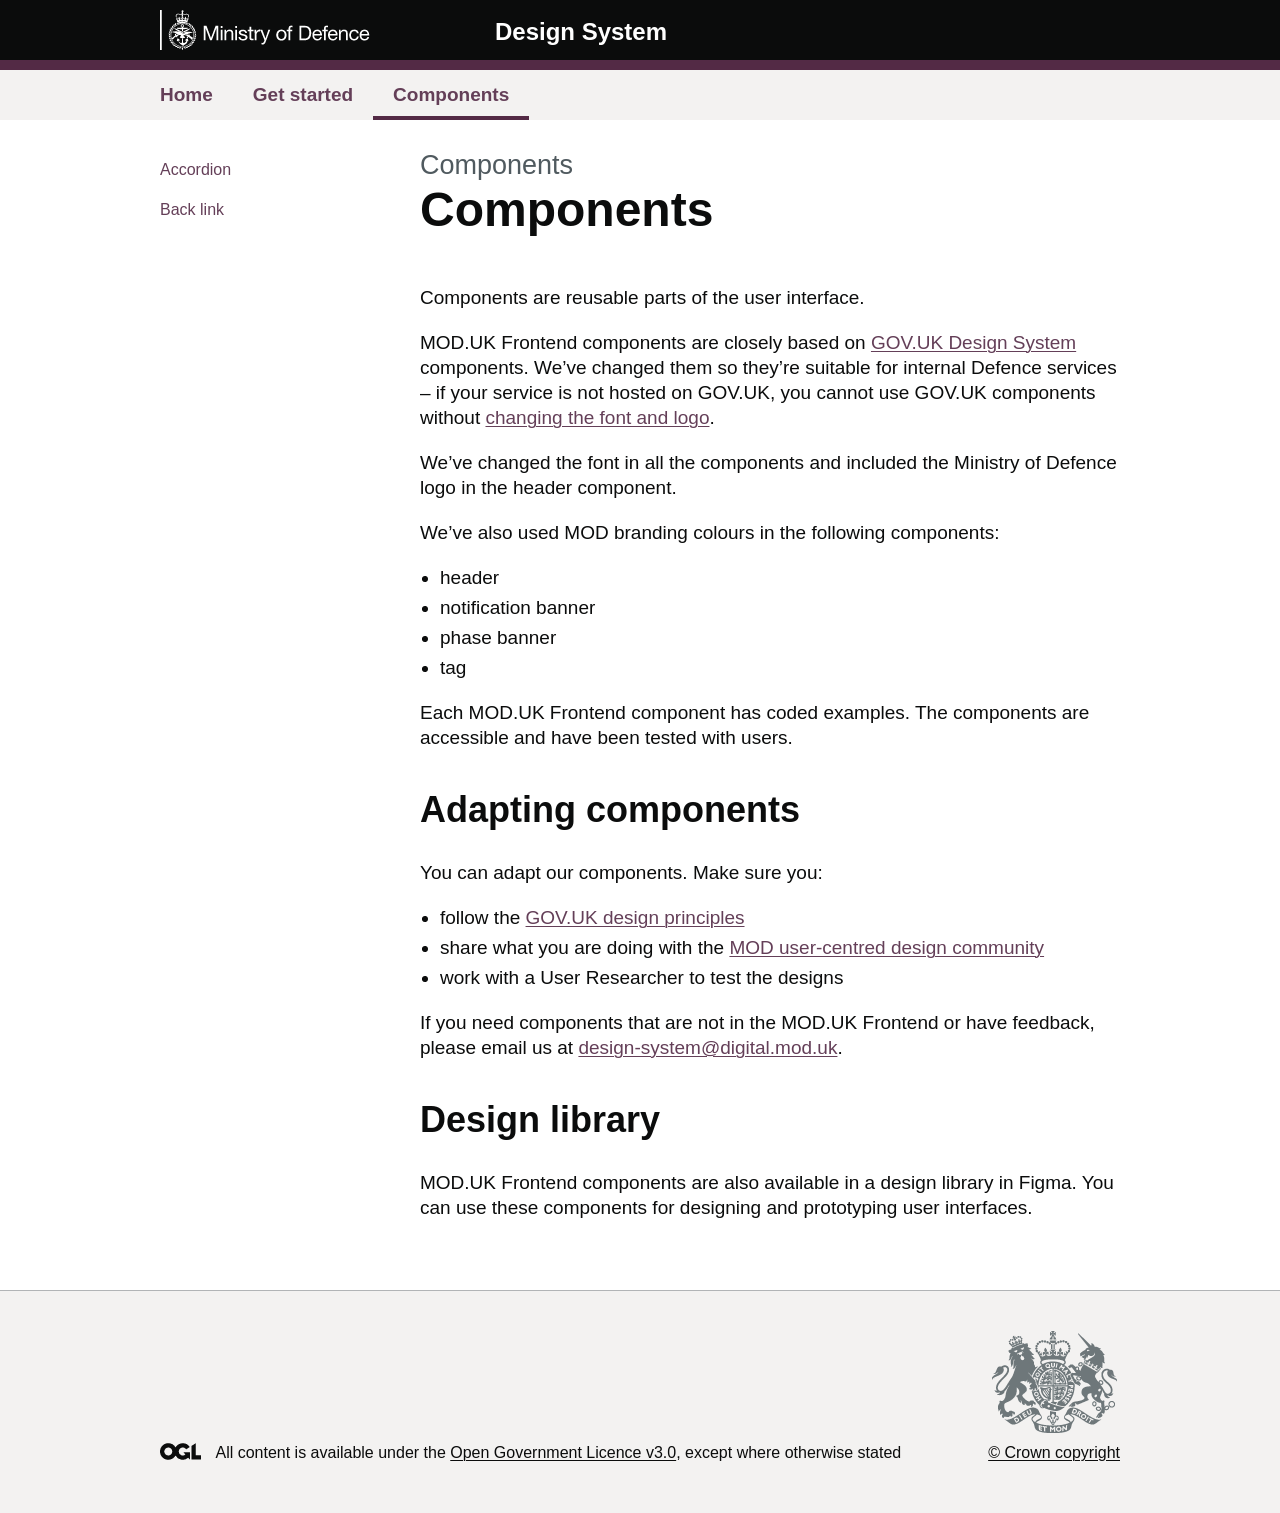 Ministry of Defence
Design System
Home
Get started
Components
Accordion
Back link
Components
Components
Components are reusable parts of the user interface.
MOD.UK Frontend components are closely based on GOV.UK Design System
components. We’ve changed them so they’re suitable for internal Defence services
– if your service is not hosted on GOV.UK, you cannot use GOV.UK components
without changing the font and logo.
We’ve changed the font in all the components and included the Ministry of Defence
logo in the header component.
We’ve also used MOD branding colours in the following components:
• header
• notification banner
• phase banner
• tag
Each MOD.UK Frontend component has coded examples. The components are
accessible and have been tested with users.
Adapting components
You can adapt our components. Make sure you:
• follow the GOV.UK design principles
• share what you are doing with the MOD user-centred design community
• work with a User Researcher to test the designs
If you need components that are not in the MOD.UK Frontend or have feedback,
please email us at design-system@digital.mod.uk.
Design library
MOD.UK Frontend components are also available in a design library in Figma. You
can use these components for designing and prototyping user interfaces.
DIEU ET MON DROIT
OGL All content is available under the Open Government Licence v3.0, except where otherwise stated
© Crown copyright